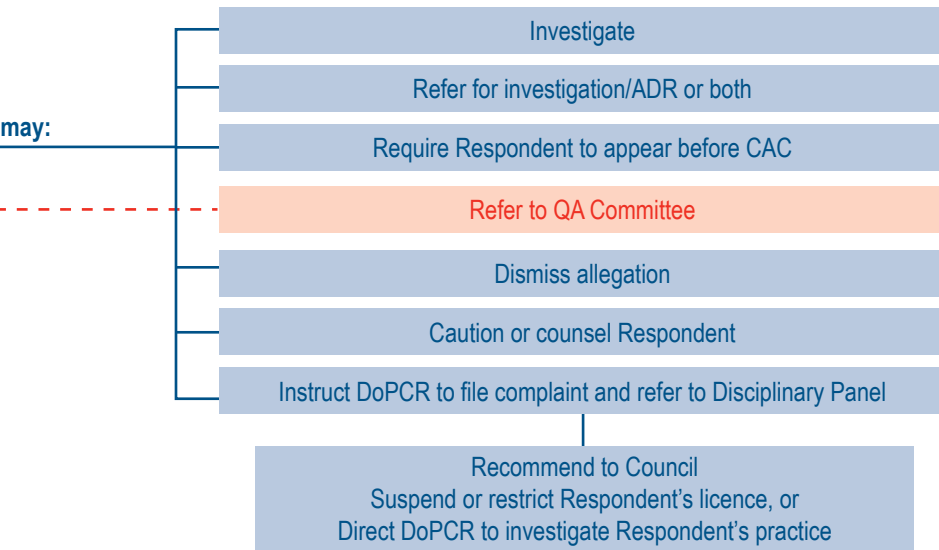 Investigate
Refer for investigation/ADR or both
may:
Require Respondent to appear before CAC
Refer to QA Committee
Dismiss allegation
Caution or counsel Respondent
Instruct DoPCR to file complaint and refer to Disciplinary Panel
Recommend to Council
Suspend or restrict Respondent’s licence, or
Direct DoPCR to investigate Respondent’s practice